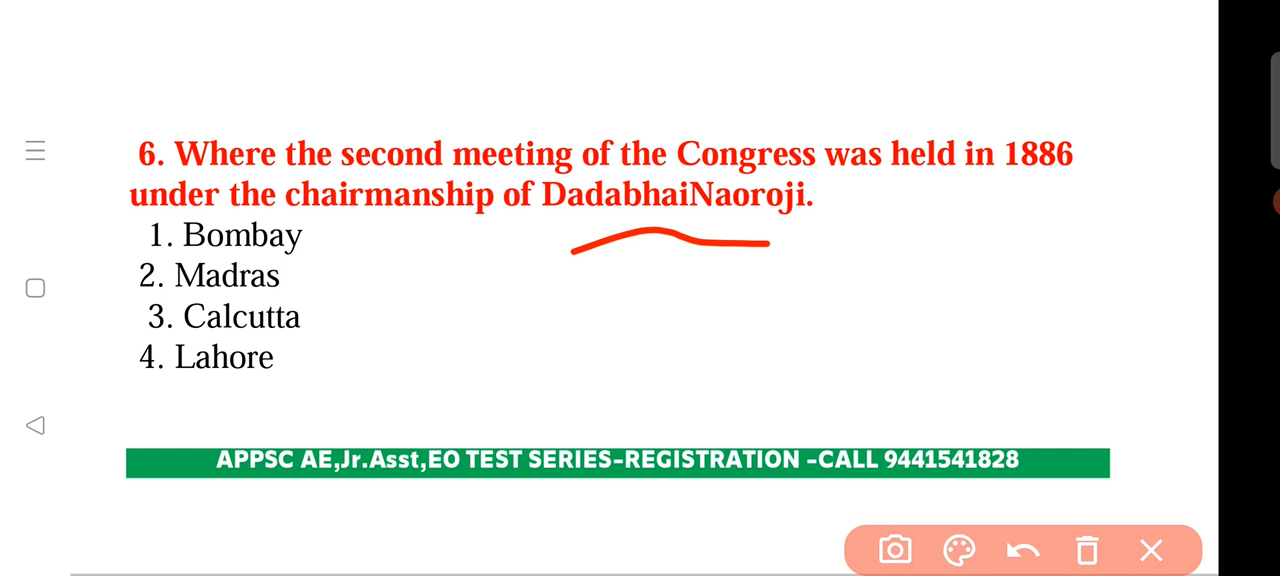 6. Where the second meeting of the Congress was held in 1886
under the chairmanship of DadabhaiNaoroji.
1. Bombay
2. Madras
3. Calcutta
4. Lahore
APPSC AE,Jr.Asst,EO TEST SERIES-REGISTRATION -CALL 9441541828